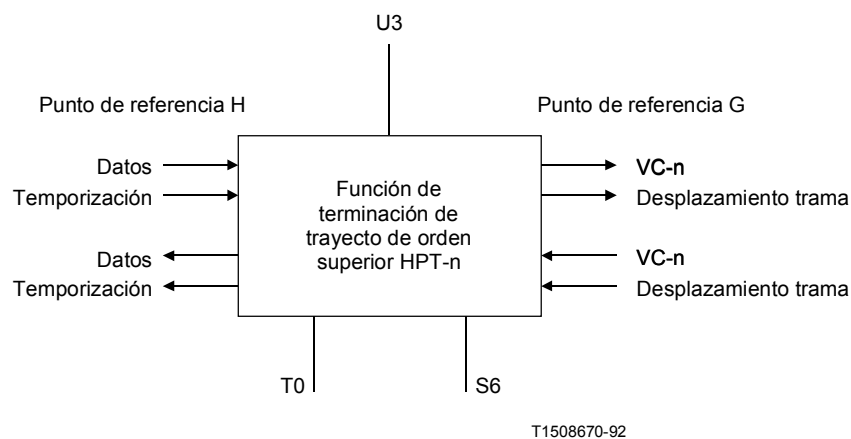 U3
Punto de referencia H
Punto de referencia G
Datos
Temporización
Datos
Temporización
Función de
terminación de
trayecto de orden
superior HPT-n
VC-n
Desplazamiento trama
VC-n
Desplazamiento trama
T0
S6
T1508670-92